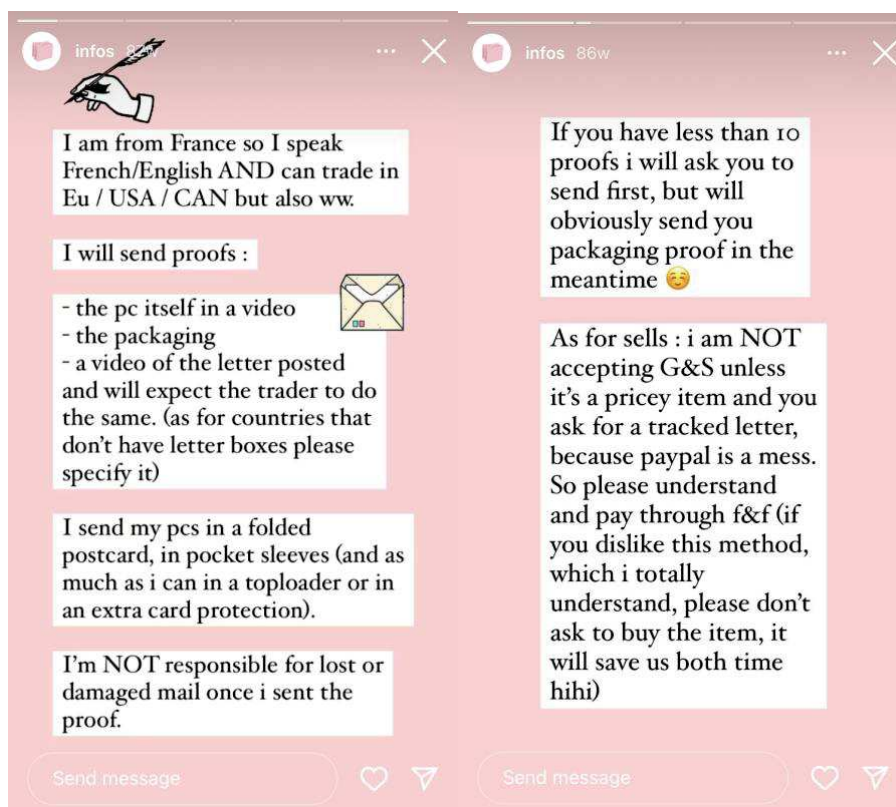 infos 82w
I am from France so I speak
French/English AND can trade in
Eu / USA / CAN but also ww.
I will send proofs :
- the pc itself in a video
- the packaging
- a video of the letter posted
and will expect the trader to do
the same. (as for countries that
don't have letter boxes please
specify it)
I send my pcs in a folded
postcard, in pocket sleeves (and as
much as i can in a toploader or in
an extra card protection).
I'm NOT responsible for lost or
damaged mail once i sent the
proof.
Send message
infos 86w
If you have less than 10
proofs i will ask you to
send first, but will
obviously send you
packaging proof in the
meantime ☺️
As for sells : i am NOT
accepting G&S unless
it's a pricey item and you
ask for a tracked letter,
because paypal is a mess.
So please understand
and pay through f&f (if
you dislike this method,
which i totally
understand, please don't
ask to buy the item, it
will save us both time
hihi)
Send message